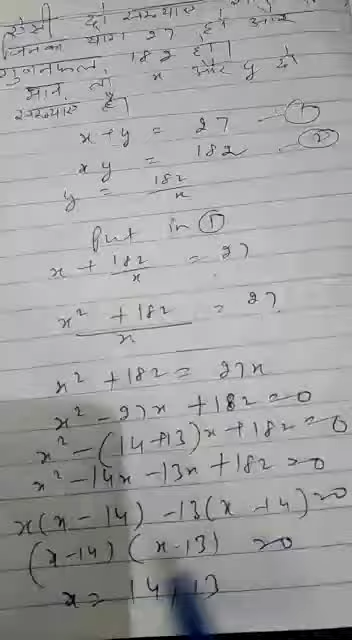 ऐसी दो संख्याएँ
जिनका योग 27 हो और
गुणनफल 182 हो।
माना x और y दो
संख्याएँ है।
x + y = 27 — ①
xy = 182 — ②
y = 182/x
Put in ①
x + 182/x = 27
(x² + 182)/x = 27
x² + 182 = 27x
x² - 27x + 182 = 0
x² - (14+13)x + 182 = 0
x² - 14x - 13x + 182 = 0
x(x - 14) - 13(x - 14) = 0
(x-14) (x-13) = 0
x = 14, 13